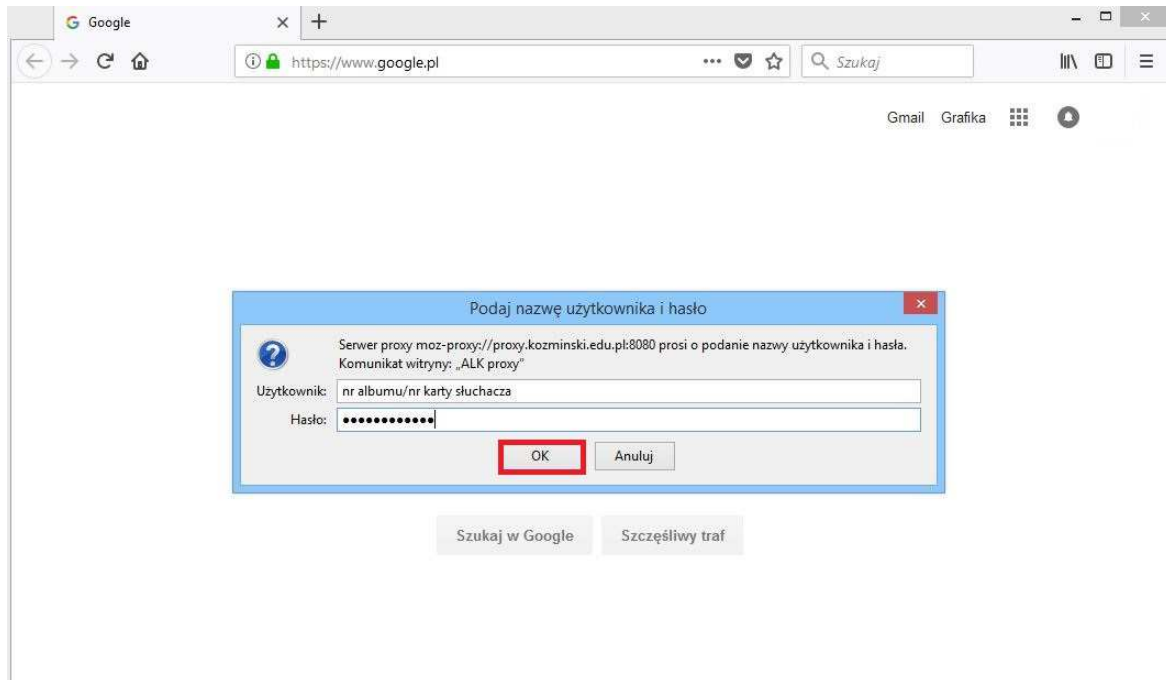 Google
https://www.google.pl
Szukaj
Gmail Grafika
Podaj nazwę użytkownika i hasło
Serwer proxy moz-proxy://proxy.kozminski.edu.pl:8080 prosi o podanie nazwy użytkownika i hasła.
Komunikat witryny: „ALK proxy”
Użytkownik: nr albumu/nr karty słuchacza
Hasło: ●●●●●●●●●●●●
OK Anuluj
Szukaj w Google Szczęśliwy traf